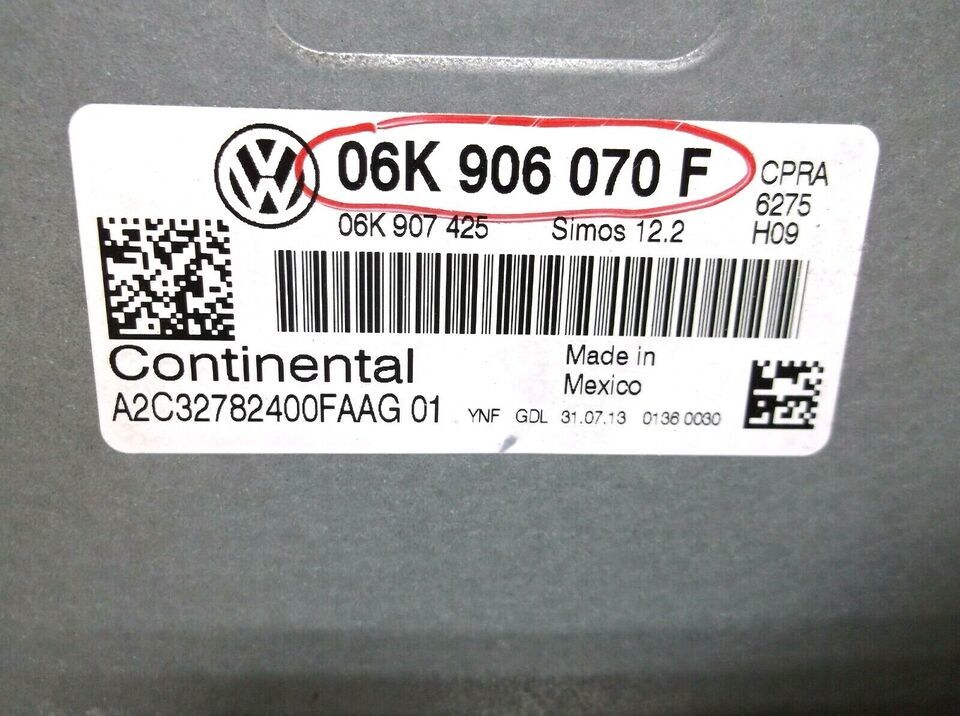 06K 906 070 F CPRA
06K 907 425 Simos 12.2 6275
H09
Continental
Made in
Mexico
A2C32782400FAAG 01 YNF GDL 31.07.13 0136 0030